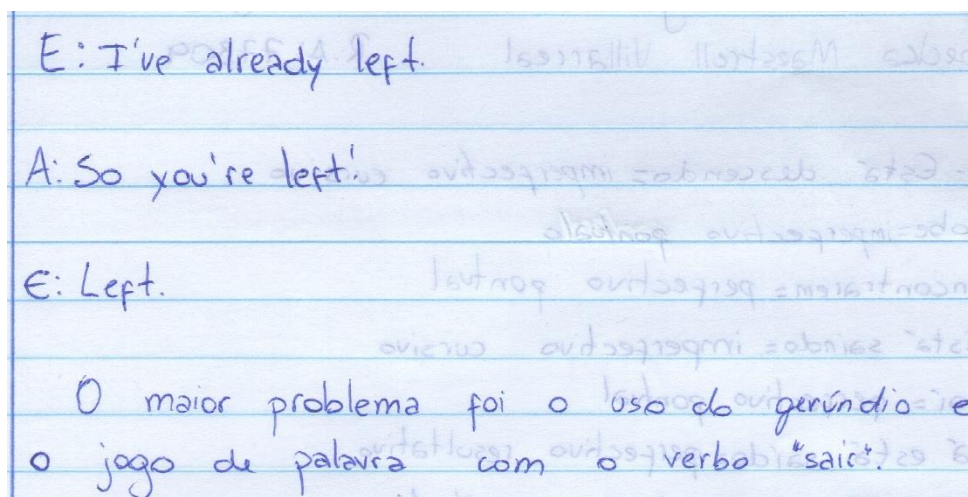 E: I've already left.
A: So you're left!
E: Left.
O maior problema foi o uso do gerúndio e
o jogo de palavra com o verbo "sair".